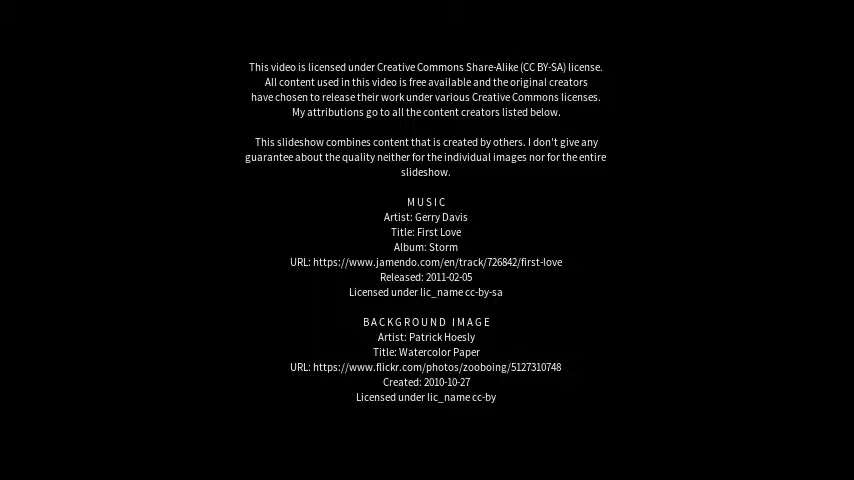 This video is licensed under Creative Commons Share-Alike (CC BY-SA) license.
All content used in this video is free available and the original creators
have chosen to release their work under various Creative Commons licenses.
My attributions go to all the content creators listed below.
This slideshow combines content that is created by others. I don't give any
guarantee about the quality neither for the individual images nor for the entire
slideshow.
MUSIC
Artist: Gerry Davis
Title: First Love
Album: Storm
URL: https://www.jamendo.com/en/track/726842/first-love
Released: 2011-02-05
Licensed under lic_name cc-by-sa
BACKGROUND IMAGE
Artist: Patrick Hoesly
Title: Watercolor Paper
URL: https://www.flickr.com/photos/zooboing/5127310748
Created: 2010-10-27
Licensed under lic_name cc-by